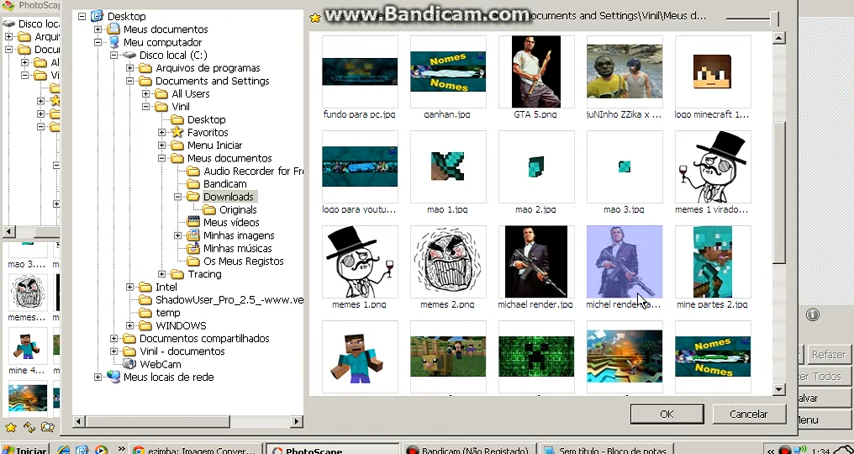 PhotoScape
www.Bandicam.com
Documents and Settings\Vinil\Meus d...
Disco loca
Arquiv
Docum
Al
Vin
Desktop
Meus documentos
Meu computador
Disco local (C:)
Arquivos de programas
Documents and Settings
All Users
Vinil
Desktop
Favoritos
Menu Iniciar
Meus documentos
Audio Recorder for Fre
Bandicam
Downloads
Originals
Meus vídeos
Minhas imagens
Minhas músicas
Os Meus Registos
Tracing
Intel
ShadowUser_Pro_2.5_-www.ve
temp
WINDOWS
Documents compartilhados
Vinil - documentos
WebCam
Meus locais de rede
Nomes
Ganham
fundo para pc.jpg
ganhan.jpg
GTA 5.png
juNInho ZZika x ...
logo minecraft 1...
logo para youtu...
mao 1.jpg
mao 2.jpg
mao 3.jpg
memes 1 virado...
memes 1.png
memes 2.png
michael render.jpg
michel render ...
mine partes 2.jpg
Nomes
Nomes
mao 3....
memes...
mine 4...
OK
Cancelar
Refazer
zer Todos
alvar
Menu
Iniciar
ezimba: Imagem Conver...
PhotoScape
Bandicam (Não Registado)
Sem título - Bloco de notas
1:34